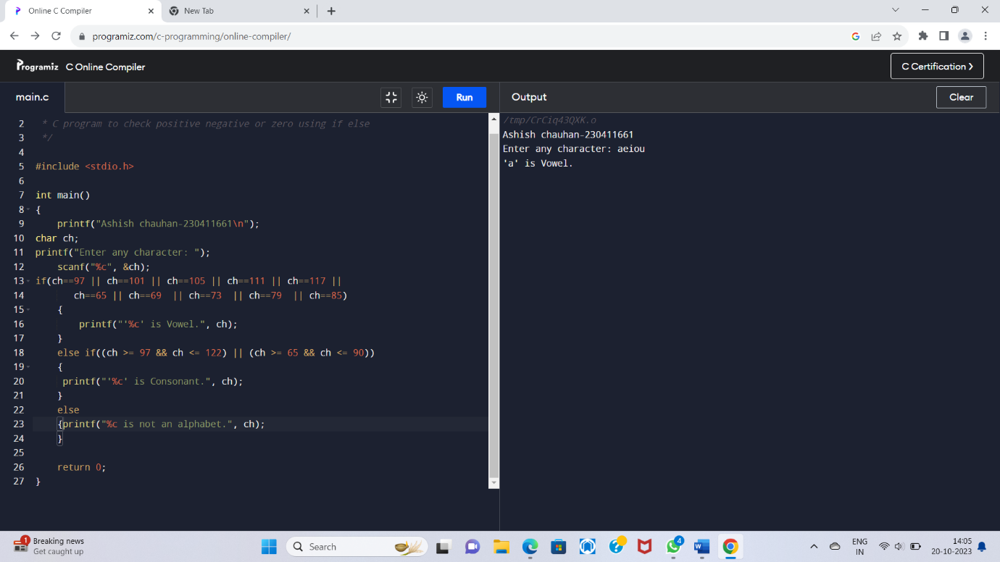 Online C Compiler
New Tab
programiz.com/c-programming/online-compiler/
Programiz C Online Compiler
C Certification >
main.c
Run
Output
Clear
2 * C program to check positive negative or zero using if else
3 */
4
5 #include <stdio.h>
6
7 int main()
8 {
9 printf("Ashish chauhan-230411661\n");
10 char ch;
11 printf("Enter any character: ");
12 scanf("%c", &ch);
13 if(ch==97 || ch==101 || ch==105 || ch==111 || ch==117 ||
14 ch==65 || ch==69 || ch==73 || ch==79 || ch==85)
15 {
16 printf("'%c' is Vowel.", ch);
17 }
18 else if((ch >= 97 && ch <= 122) || (ch >= 65 && ch <= 90))
19 {
20 printf("'%c' is Consonant.", ch);
21 }
22 else
23 {printf("%c is not an alphabet.", ch);
24 }
25
26 return 0;
27 }
/tmp/CrCiq43QXK.o
Ashish chauhan-230411661
Enter any character: aeiou
'a' is Vowel.
1
Breaking news
Get caught up
Search
4
ENG
IN
14:05
20-10-2023